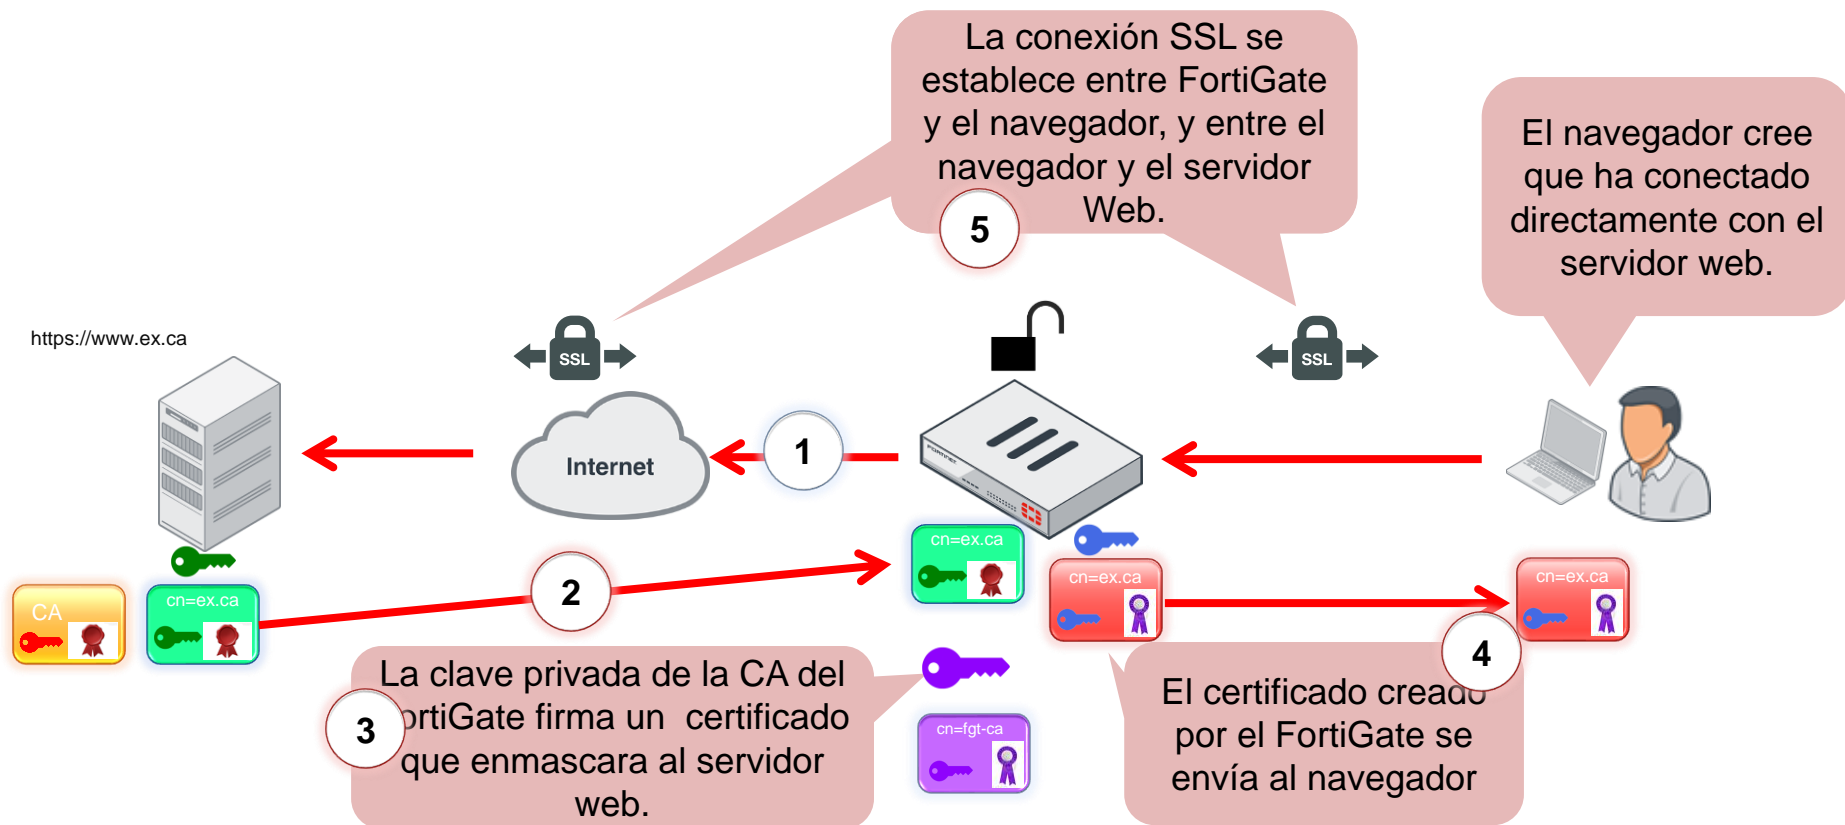 La conexión SSL se
establece entre FortiGate
y el navegador, y entre el
navegador y el servidor
Web.
5
El navegador cree
que ha conectado
directamente con el
servidor web.
https://www.ex.ca
SSL
SSL
Internet
1
FORTINET
cn=ex.ca
cn=ex.ca
cn=ex.ca
CA
cn=ex.ca
2
4
La clave privada de la CA del
ortiGate firma un certificado
que enmascara al servidor
web.
3
cn=fgt-ca
El certificado creado
por el FortiGate se
envía al navegador